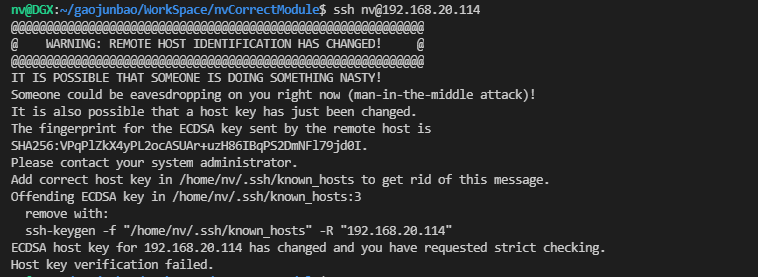 nv@DGX:~/gaojunbao/WorkSpace/nvCorrectModule$ ssh nv@192.168.20.114
@@@@@@@@@@@@@@@@@@@@@@@@@@@@@@@@@@@@@@@@@@@@@@@@@@@@@@@@@@@
@    WARNING: REMOTE HOST IDENTIFICATION HAS CHANGED!     @
@@@@@@@@@@@@@@@@@@@@@@@@@@@@@@@@@@@@@@@@@@@@@@@@@@@@@@@@@@@
IT IS POSSIBLE THAT SOMEONE IS DOING SOMETHING NASTY!
Someone could be eavesdropping on you right now (man-in-the-middle attack)!
It is also possible that a host key has just been changed.
The fingerprint for the ECDSA key sent by the remote host is
SHA256:VPqPlZkX4yPL2ocASUAr+uzH86IBqPS2DmNFl79jd0I.
Please contact your system administrator.
Add correct host key in /home/nv/.ssh/known_hosts to get rid of this message.
Offending ECDSA key in /home/nv/.ssh/known_hosts:3
  remove with:
  ssh-keygen -f "/home/nv/.ssh/known_hosts" -R "192.168.20.114"
ECDSA host key for 192.168.20.114 has changed and you have requested strict checking.
Host key verification failed.